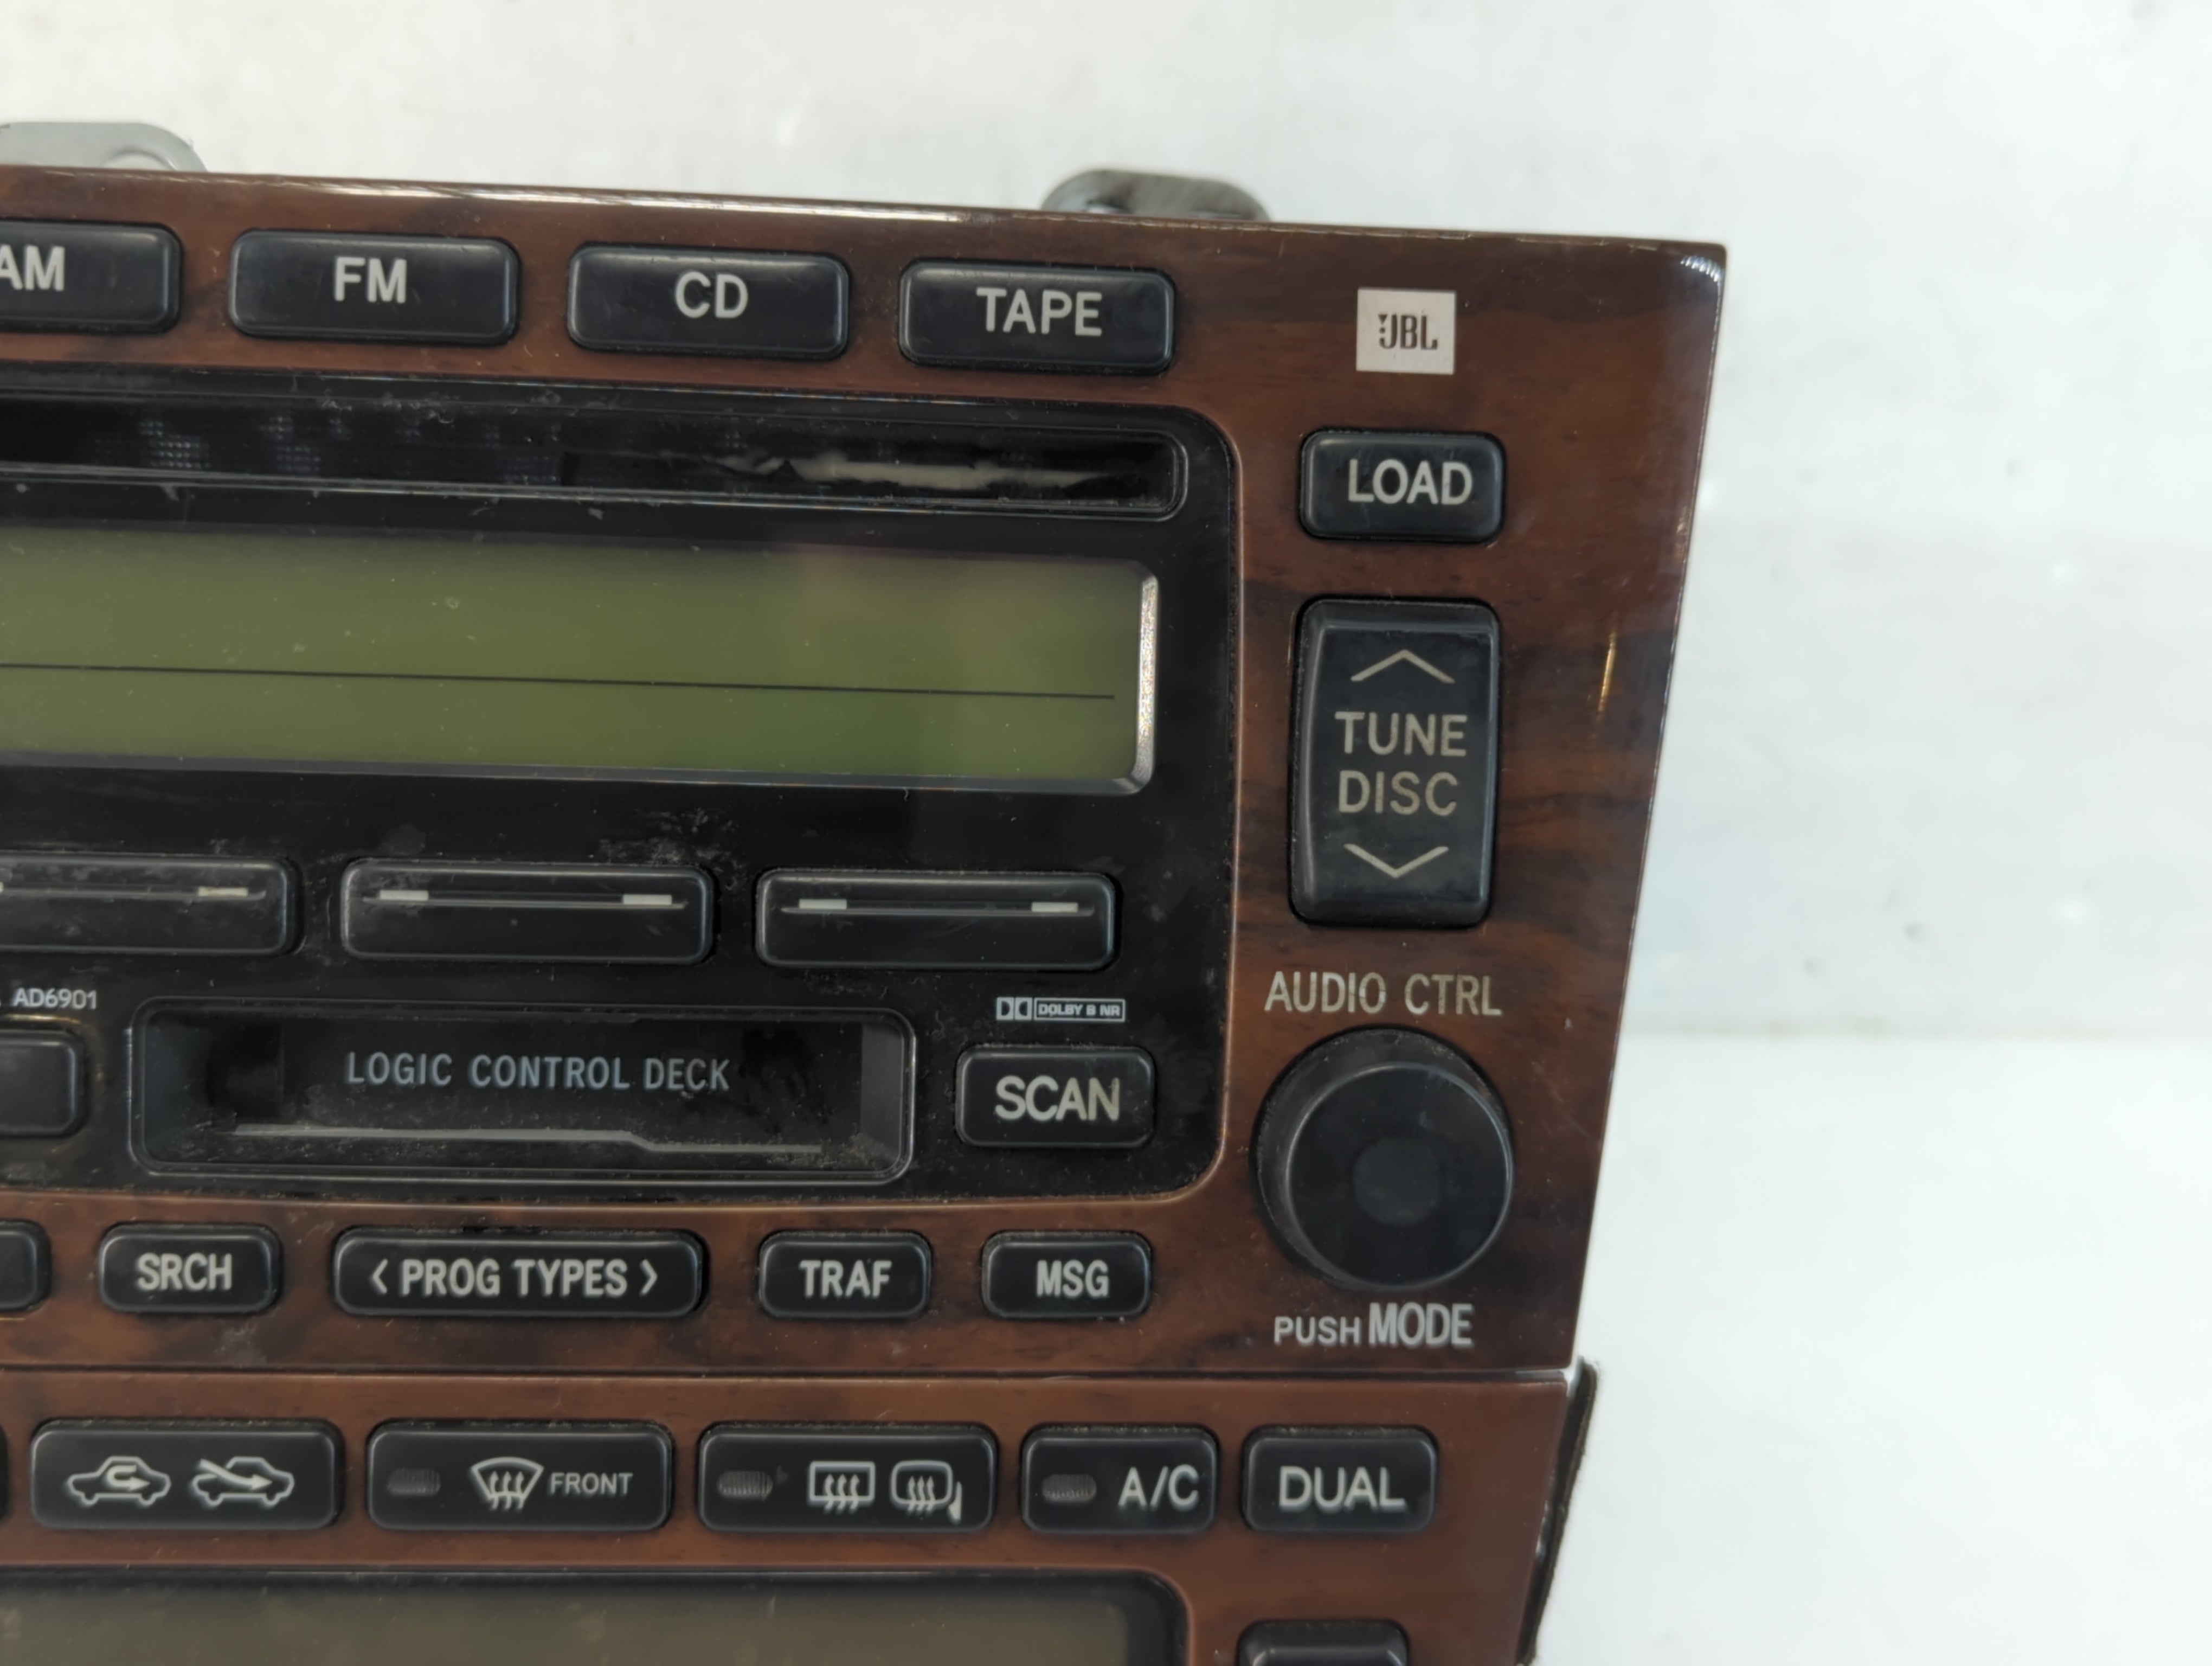 AM
FM
CD
TAPE
JBL
LOAD
TUNE
DISC
AD6901
DOLBY B NR
AUDIO CTRL
LOGIC CONTROL DECK
SCAN
SRCH
< PROG TYPES >
TRAF
MSG
PUSH MODE
FRONT
A/C
DUAL